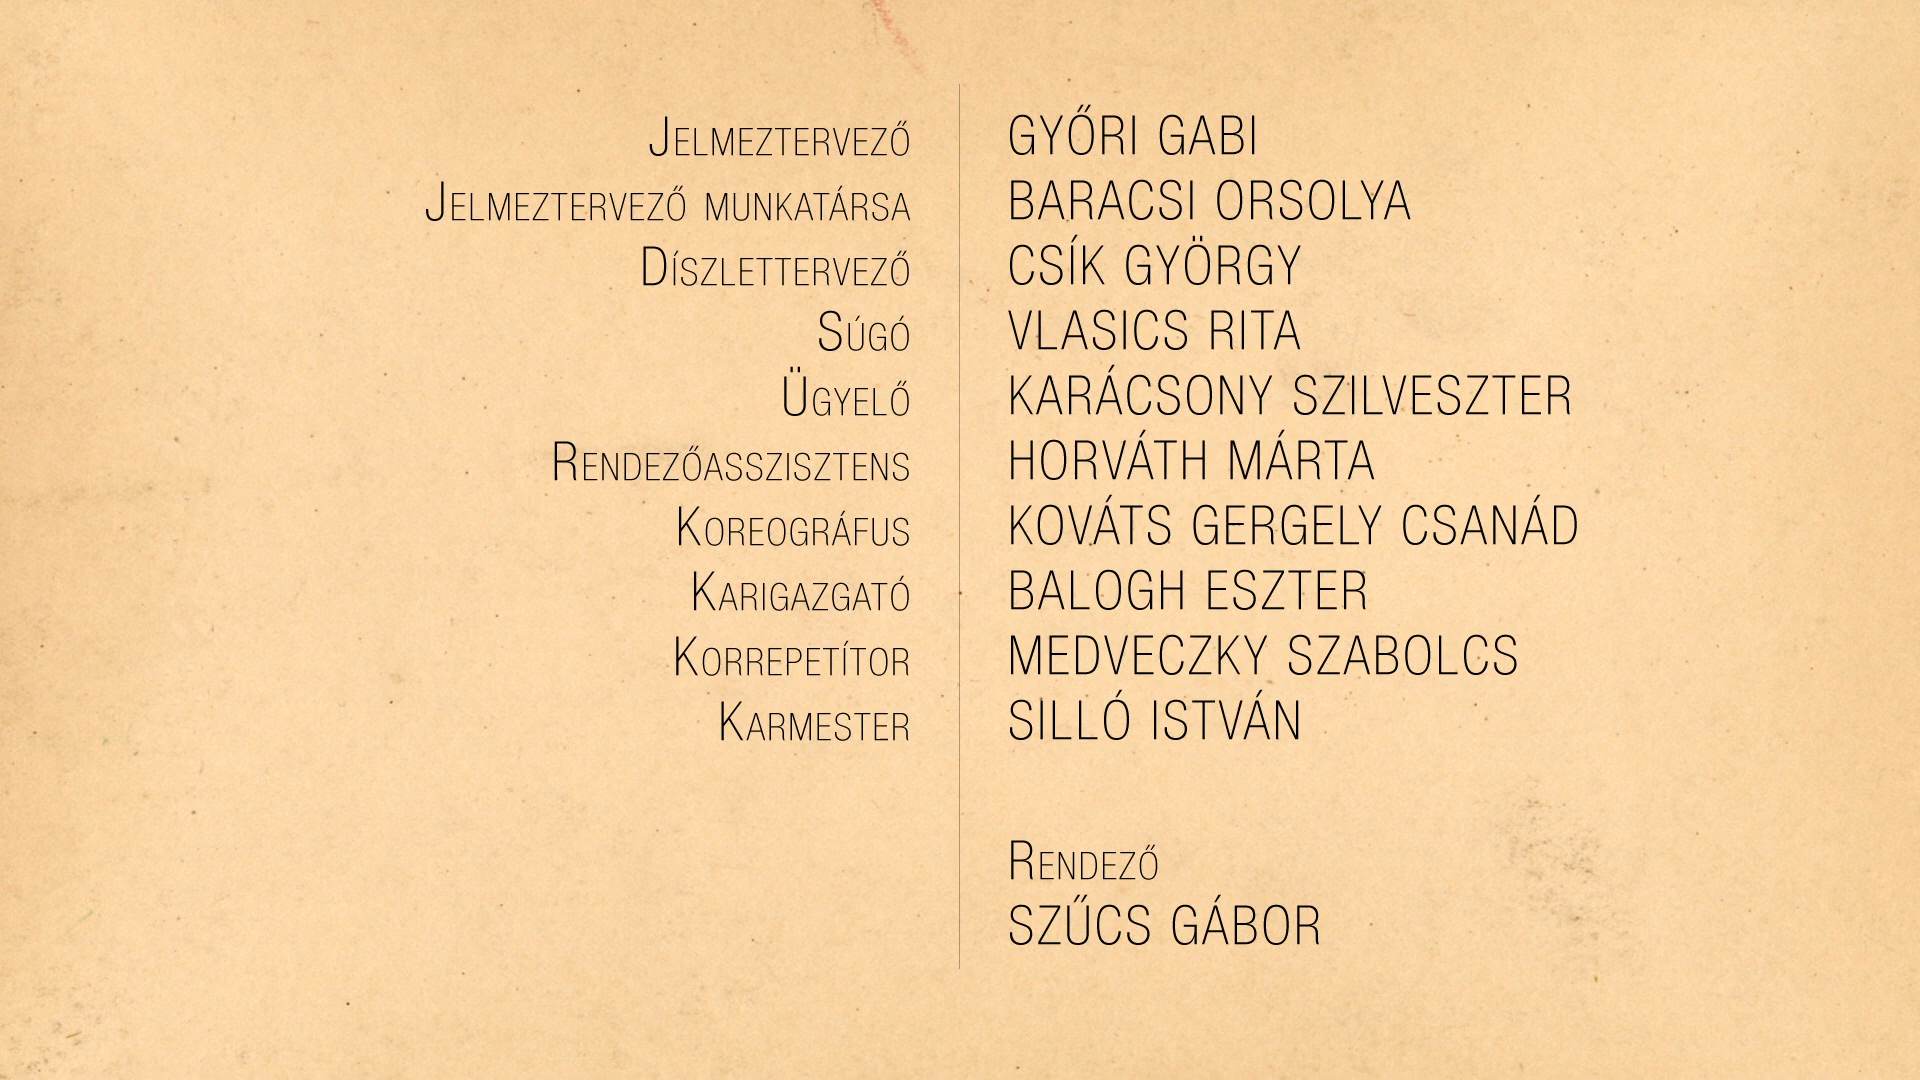 Jelmeztervező GYŐRI GABI
Jelmeztervező munkatársa BARACSI ORSOLYA
Díszlettervező CSÍK GYÖRGY
Súgó VLASICS RITA
Ügyelő KARÁCSONY SZILVESZTER
Rendezőasszisztens HORVÁTH MÁRTA
Koreográfus KOVÁTS GERGELY CSANÁD
Karigazgató BALOGH ESZTER
Korrepetítor MEDVECZKY SZABOLCS
Karmester SILLÓ ISTVÁN
Rendező
SZŰCS GÁBOR